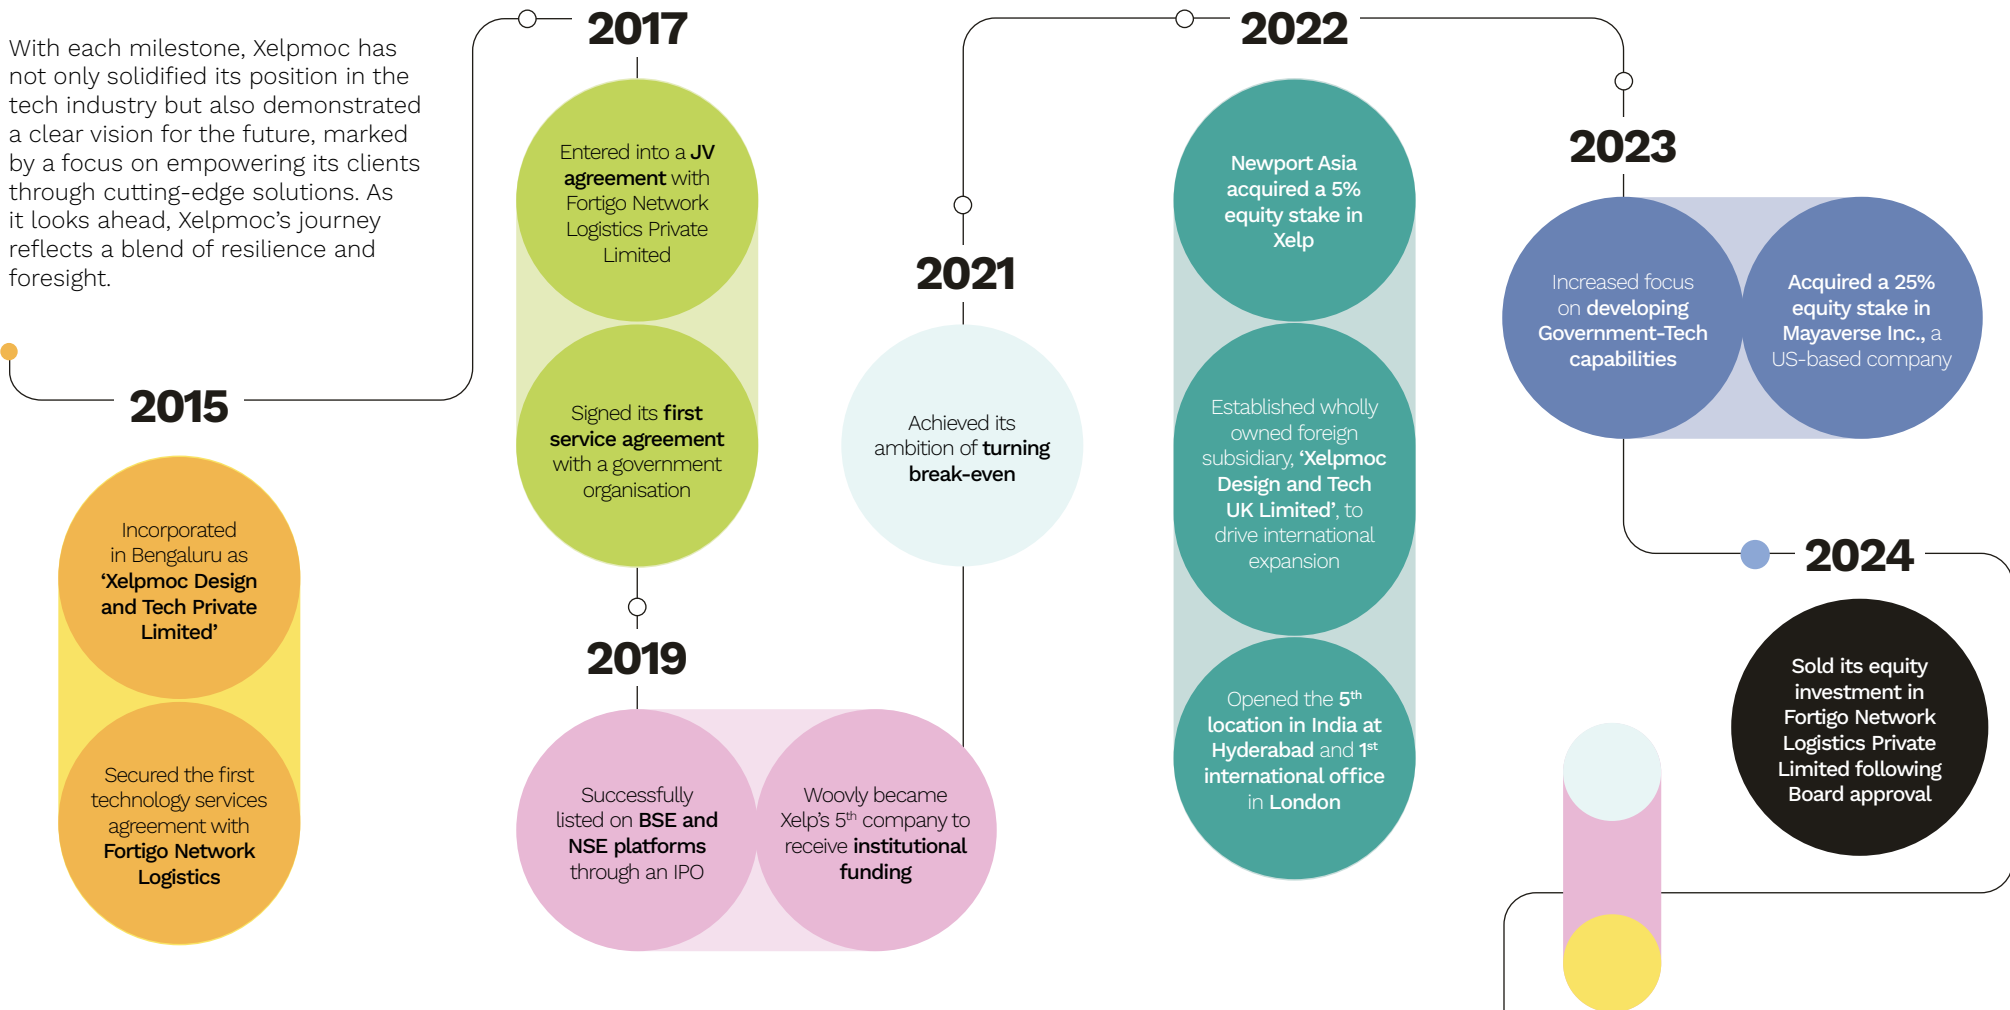 With each milestone, Xelpmoc has
not only solidified its position in the
tech industry but also demonstrated
a clear vision for the future, marked
by a focus on empowering its clients
through cutting-edge solutions. As
it looks ahead, Xelpmoc’s journey
reflects a blend of resilience and
foresight.
2015
Incorporated
in Bengaluru as
‘Xelpmoc Design
and Tech Private
Limited’
Secured the first
technology services
agreement with
Fortigo Network
Logistics
2017
Entered into a JV
agreement with
Fortigo Network
Logistics Private
Limited
Signed its first
service agreement
with a government
organisation
2019
Successfully
listed on BSE and
NSE platforms
through an IPO
Woovly became
Xelp’s 5th company to
receive institutional
funding
2021
Achieved its
ambition of turning
break-even
2022
Newport Asia
acquired a 5%
equity stake in
Xelp
Established wholly
owned foreign
subsidiary, ‘Xelpmoc
Design and Tech
UK Limited’, to
drive international
expansion
Opened the 5th
location in India at
Hyderabad and 1st
international office
in London
2023
Increased focus
on developing
Government-Tech
capabilities
Acquired a 25%
equity stake in
Mayaverse Inc., a
US-based company
2024
Sold its equity
investment in
Fortigo Network
Logistics Private
Limited following
Board approval